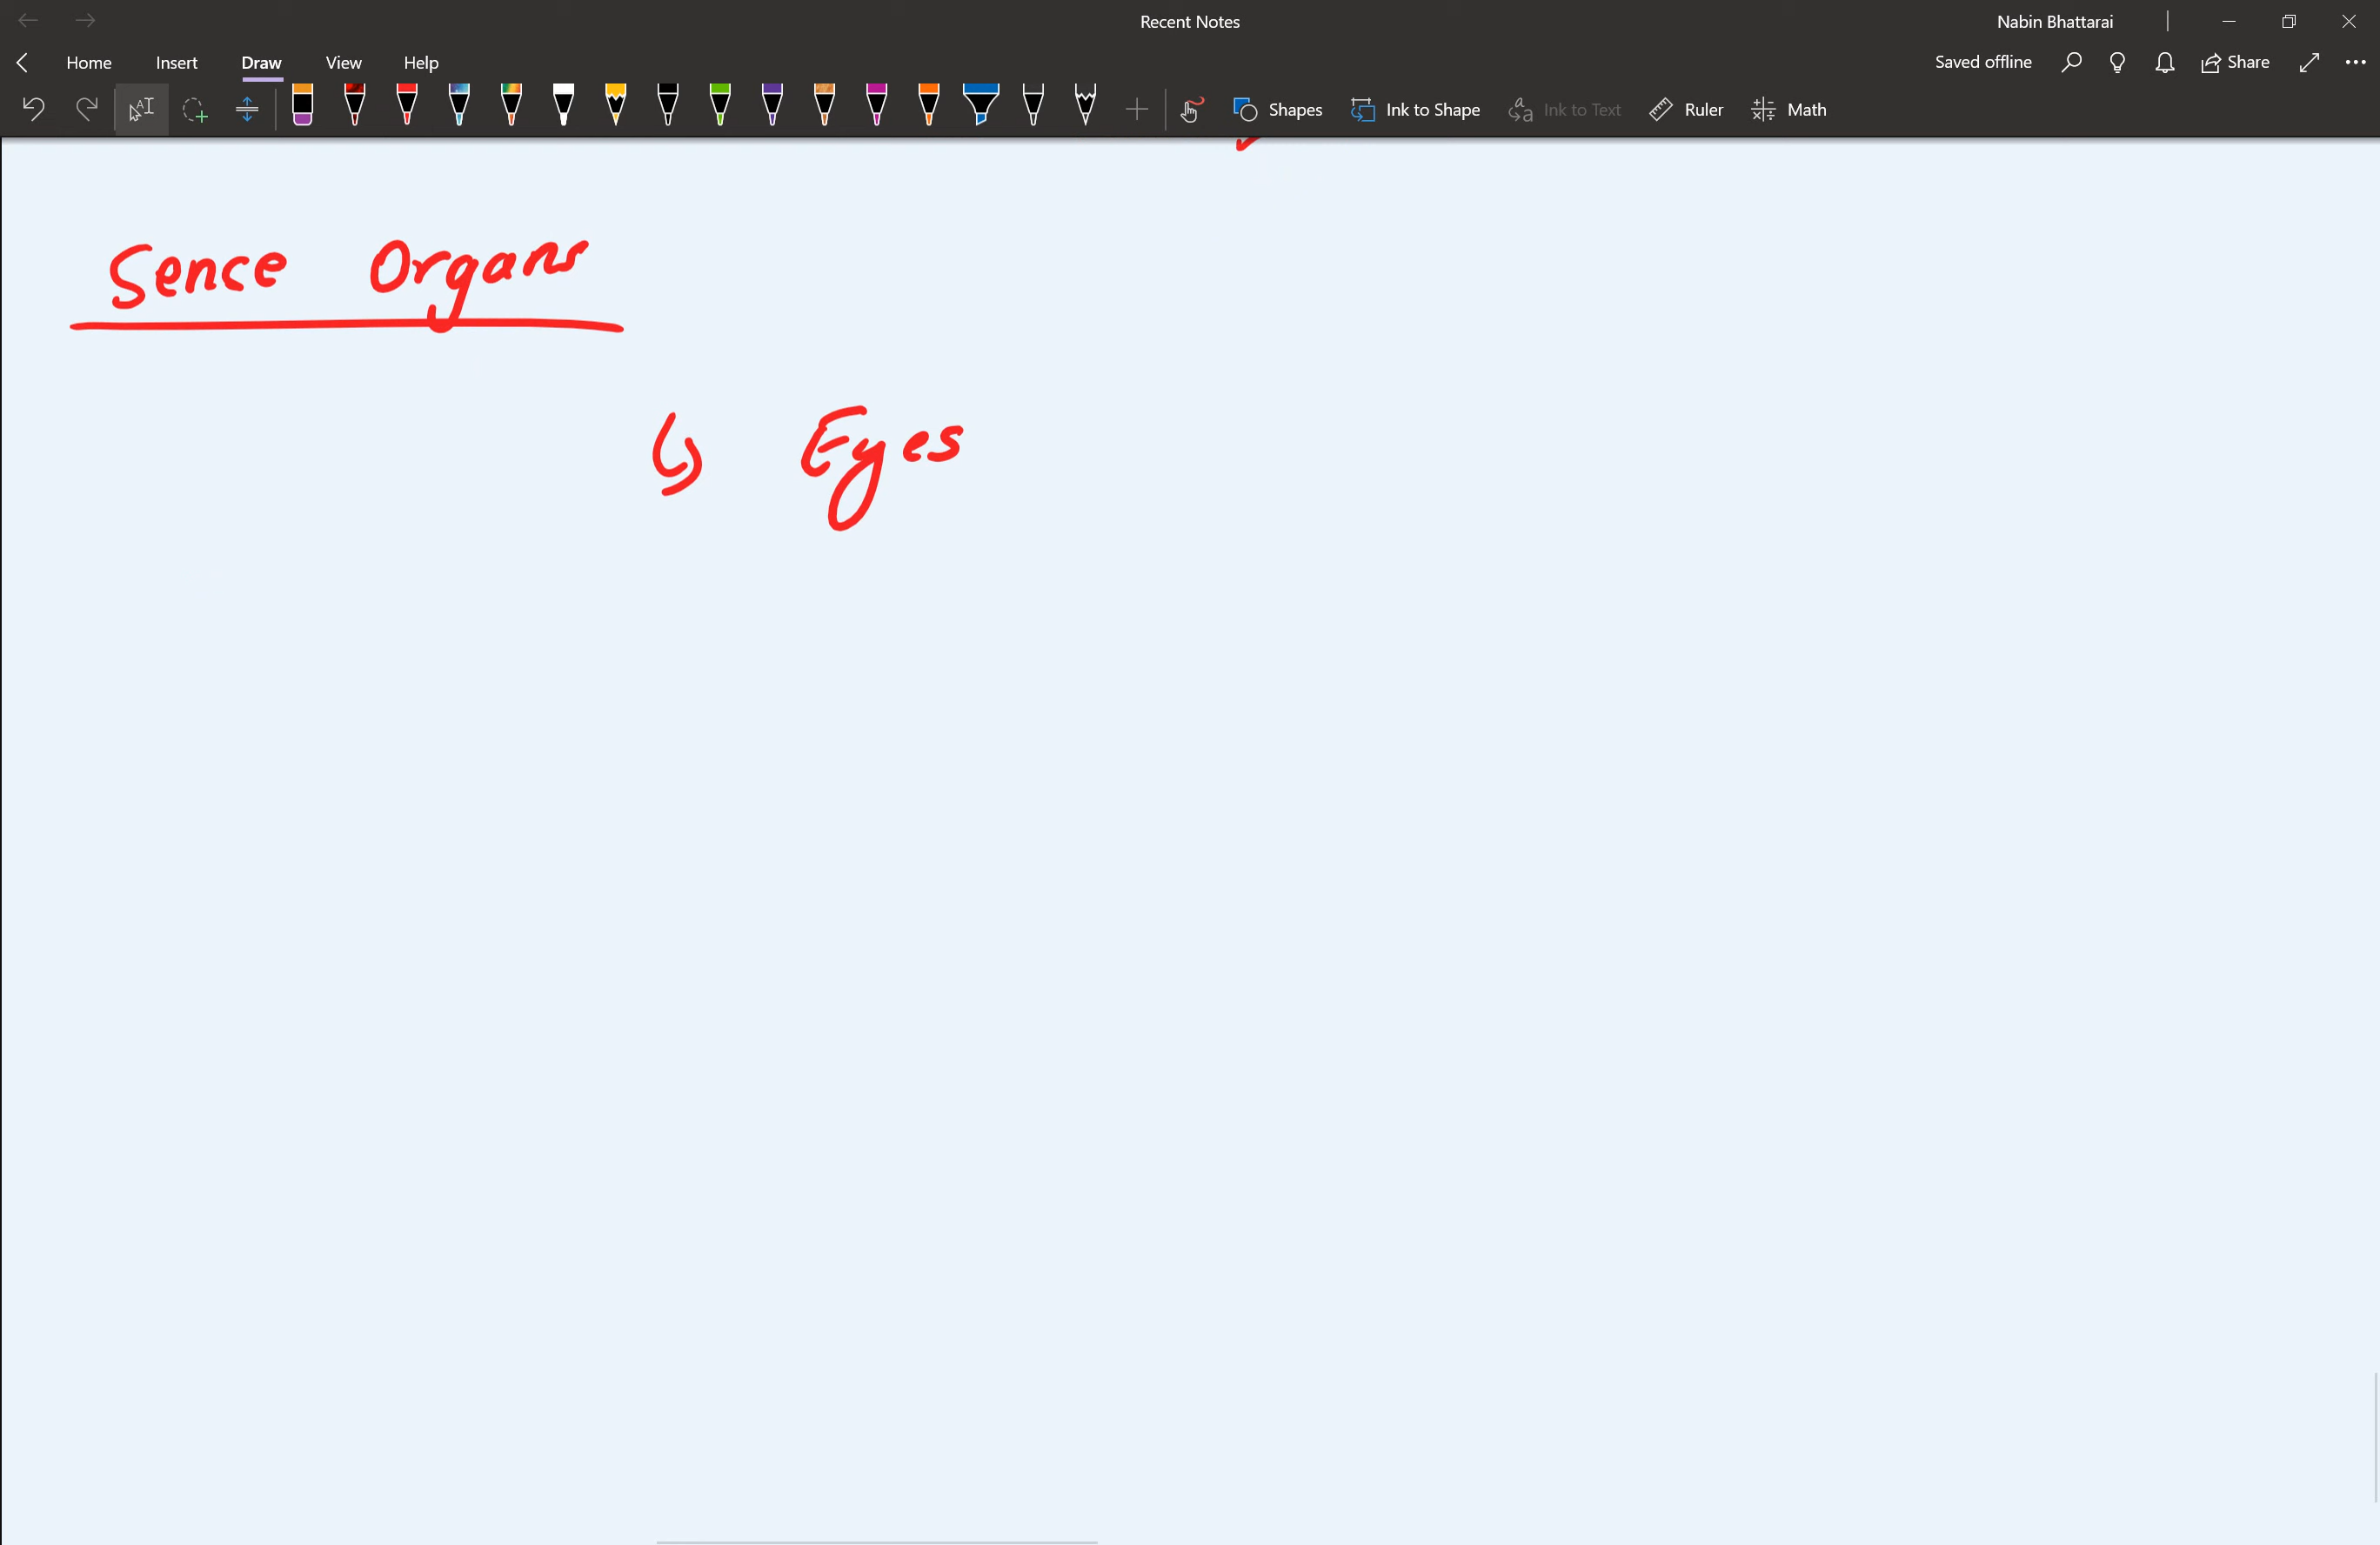 Recent Notes
Nabin Bhattarai
Home Insert Draw View Help
Saved offline
Share
Shapes
Ink to Shape
Ink to Text
Ruler
Math
Sence Organs
Eyes